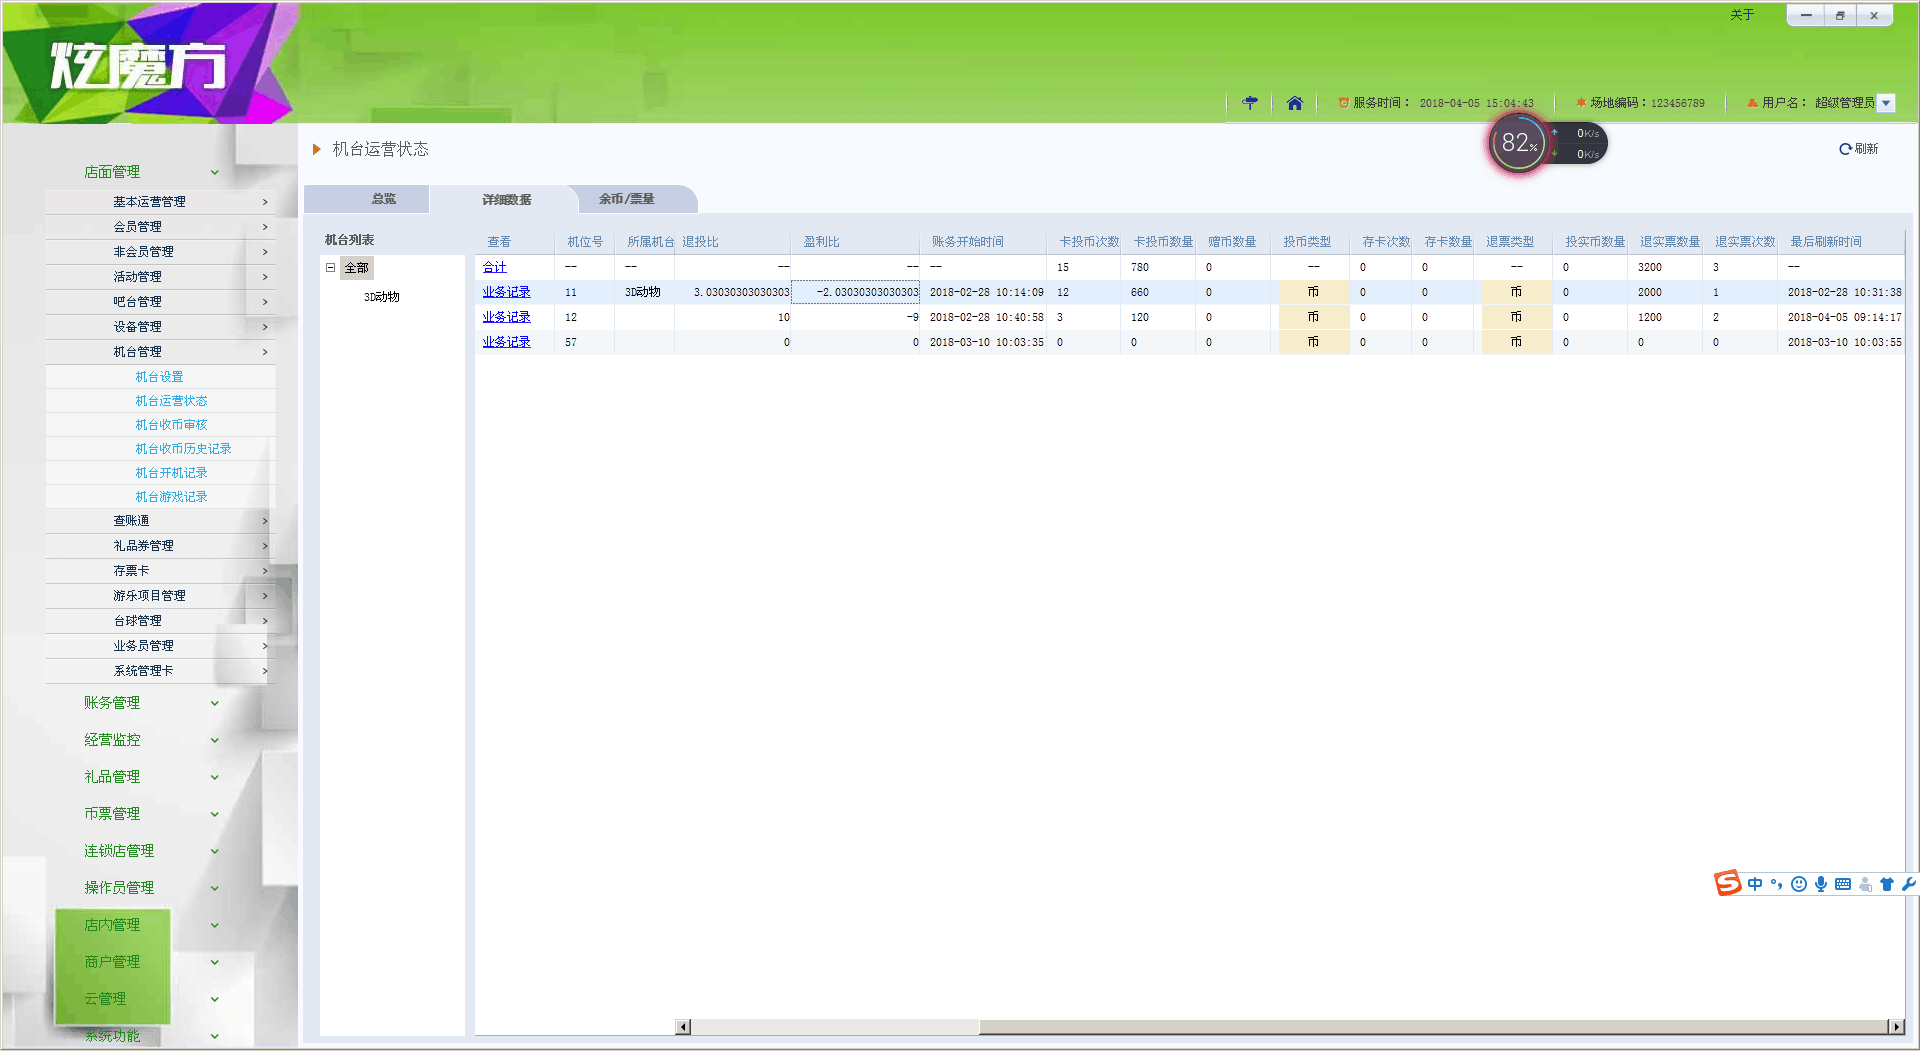 关于
炫魔方
服务时间： 2018-04-05 15:04:43 场地编码：123456789 用户名： 超级管理员
82% 0K/s
0K/s
机台运营状态 刷新
店面管理
基本运营管理
会员管理
非会员管理
活动管理
吧台管理
设备管理
机台管理
机台设置
机台运营状态
机台收币审核
机台收币历史记录
机台开机记录
机台游戏记录
查账通
礼品券管理
存票卡
游乐项目管理
台球管理
业务员管理
系统管理卡
账务管理
经营监控
礼品管理
币票管理
连锁店管理
操作员管理
店内管理
商户管理
云管理
系统功能
总览 详细数据 余币/票量
机台列表
全部
3D动物
查看 机位号 所属机台 退投比 盈利比 账务开始时间 卡投币次数 卡投币数量 赠币数量 投币类型 存卡次数 存卡数量 退票类型 投实币数量 退实票数量 退实票次数 最后刷新时间
合计 -- -- -- -- -- 15 780 0 -- 0 0 -- 0 3200 3 --
业务记录 11 3D动物 3.03030303030303 -2.03030303030303 2018-02-28 10:14:09 12 660 0 币 0 0 币 0 2000 1 2018-02-28 10:31:38
业务记录 12 10 -9 2018-02-28 10:40:58 3 120 0 币 0 0 币 0 1200 2 2018-04-05 09:14:17
业务记录 57 0 0 2018-03-10 10:03:35 0 0 0 币 0 0 币 0 0 0 2018-03-10 10:03:55
中